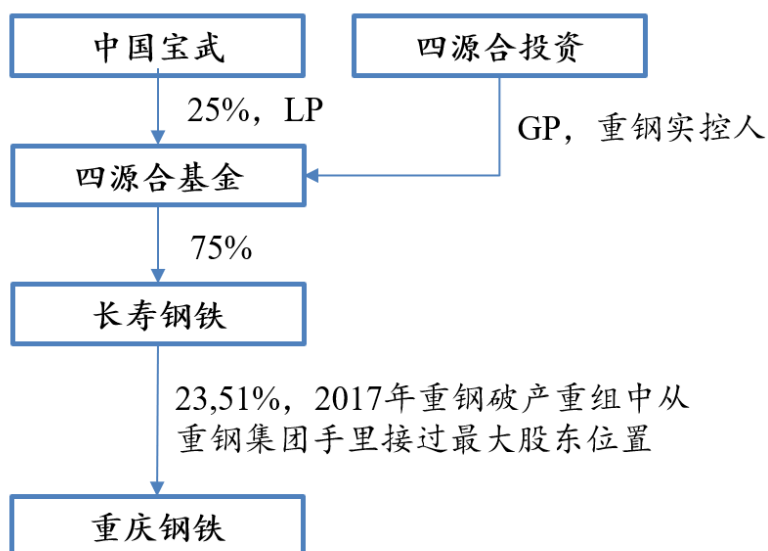 中国宝武
四源合投资
25%，LP
GP，重钢实控人
四源合基金
75%
长寿钢铁
23,51%，2017年重钢破产重组中从
重钢集团手里接过最大股东位置
重庆钢铁